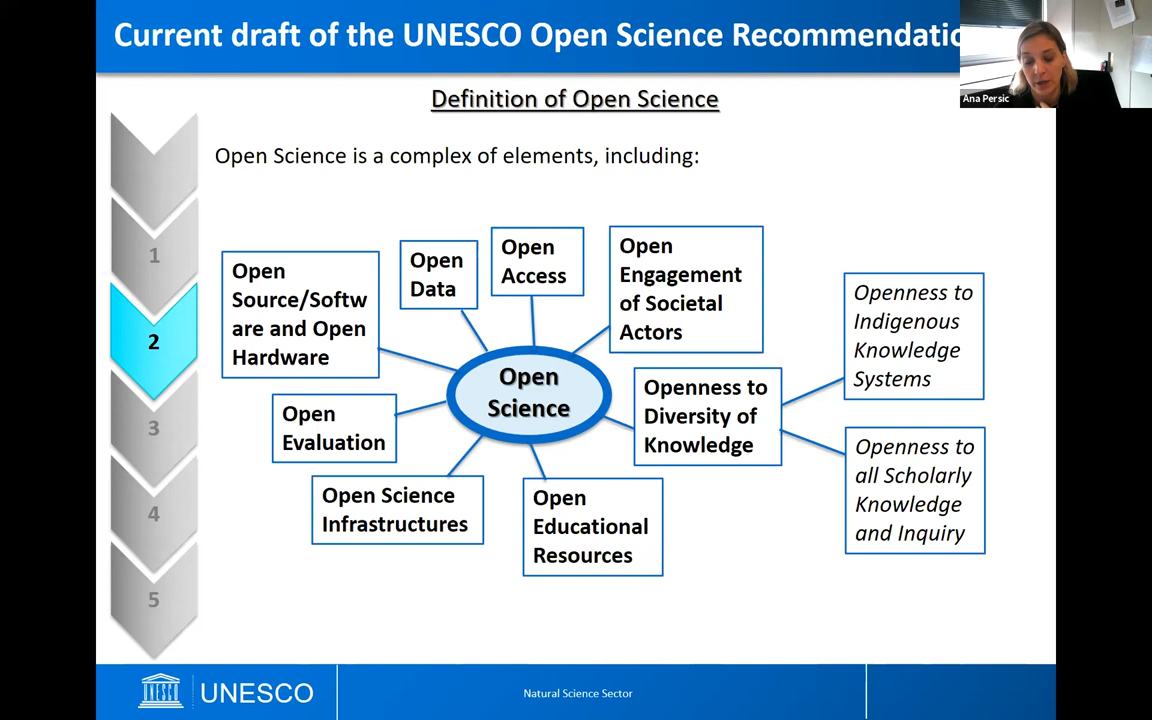 Current draft of the UNESCO Open Science Recommendatio
Ana Persic
Definition of Open Science
Open Science is a complex of elements, including:
1
2
3
4
5
Open
Source/Softw
are and Open
Hardware
Open
Data
Open
Access
Open
Engagement
of Societal
Actors
Openness to
Indigenous
Knowledge
Systems
Open
Science
Openness to
Diversity of
Knowledge
Open
Evaluation
Openness to
all Scholarly
Knowledge
and Inquiry
Open Science
Infrastructures
Open
Educational
Resources
UNESCO
UNESCO
Natural Science Sector